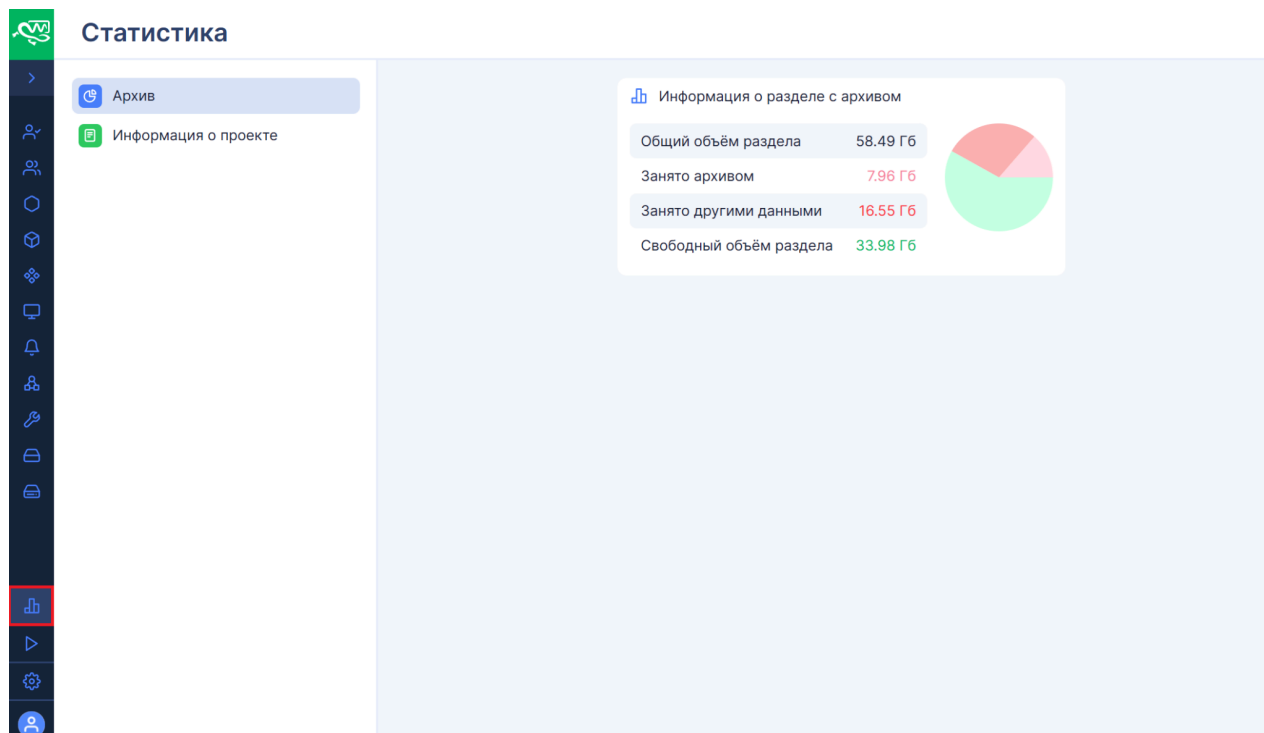 Статистика
Архив
Информация о проекте
Информация о разделе с архивом
Общий объём раздела 58.49 Гб
Занято архивом 7.96 Гб
Занято другими данными 16.55 Гб
Свободный объём раздела 33.98 Гб